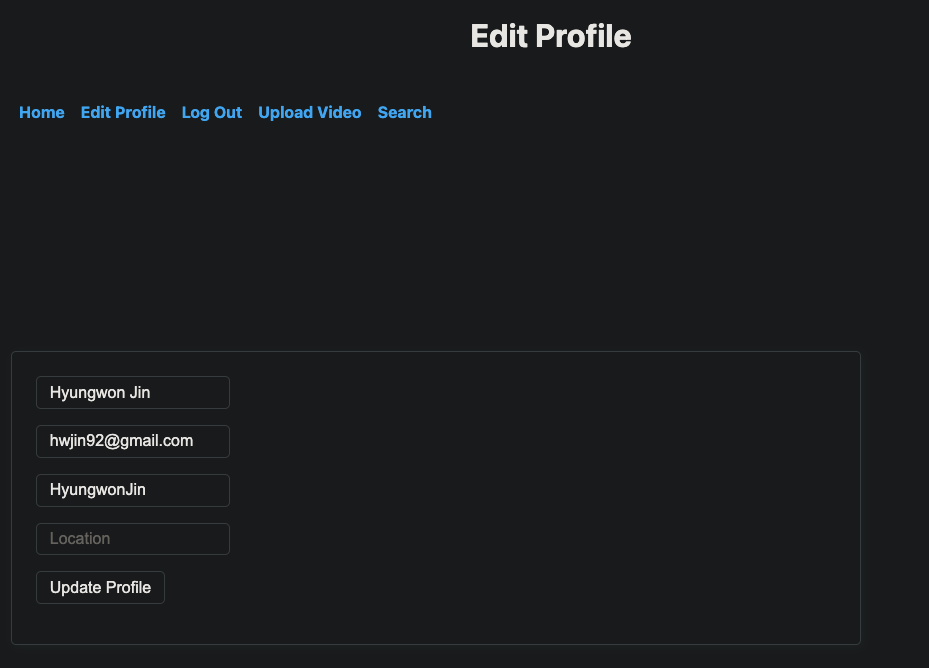 Edit Profile
Home Edit Profile Log Out Upload Video Search
Hyungwon Jin
hwjin92@gmail.com
HyungwonJin
Location
Update Profile